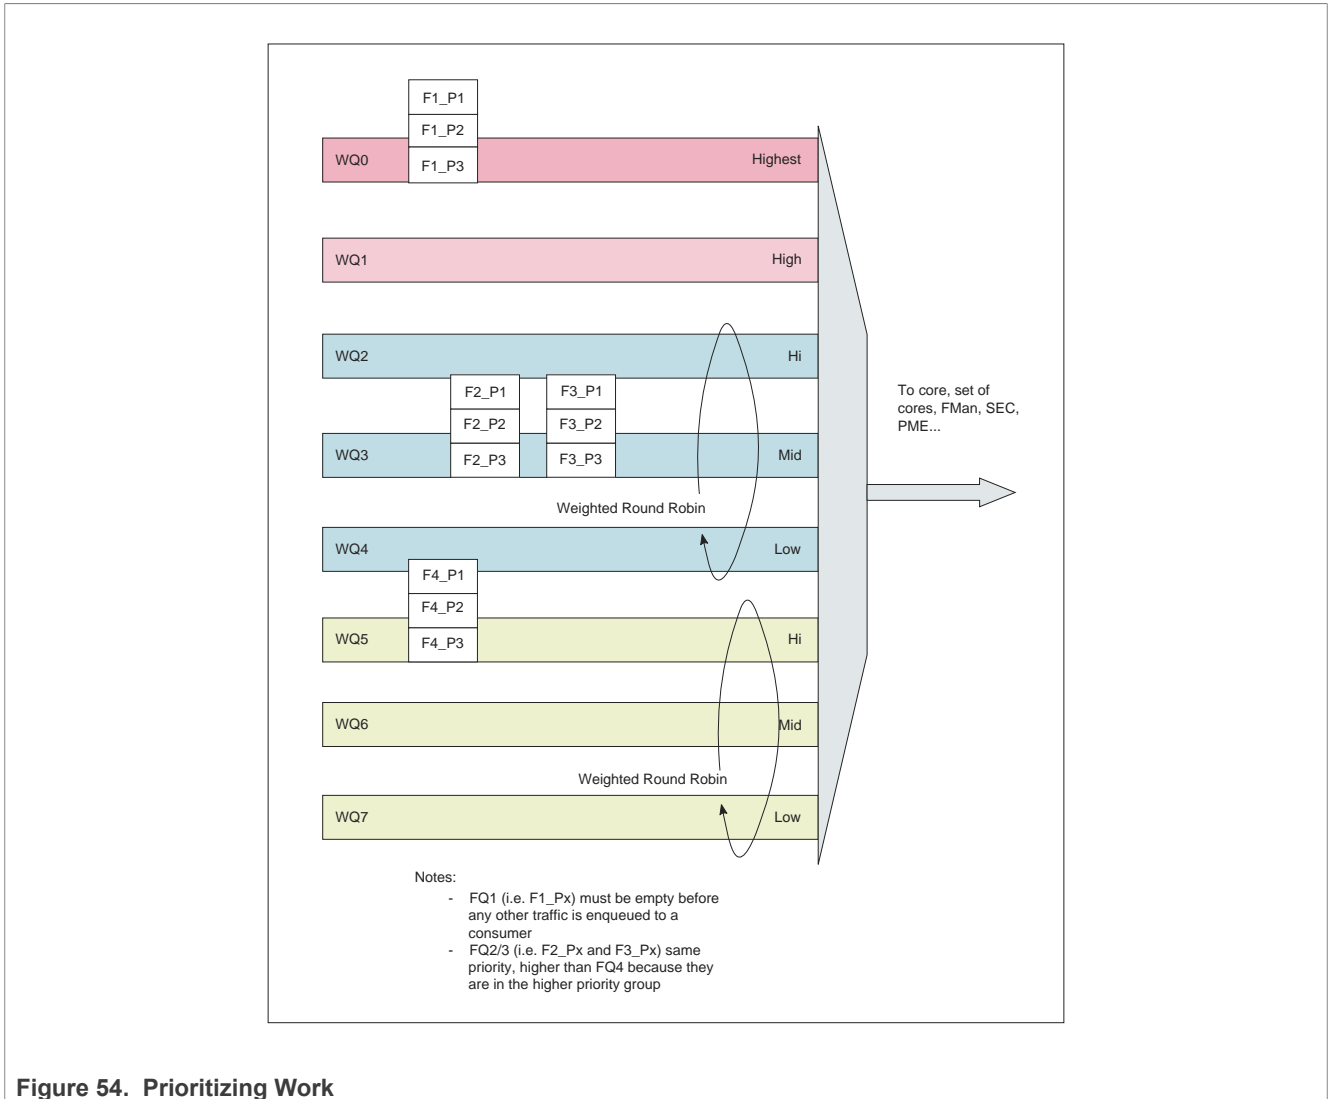 F1_P1
F1_P2
WQ0
F1_P3
Highest
WQ1
High
WQ2
Hi
F2_P1
F3_P1
F2_P2
F3_P2
WQ3
F2_P3
F3_P3
Mid
To core, set of
cores, FMan, SEC,
PME...
Weighted Round Robin
WQ4
Low
F4_P1
F4_P2
WQ5
F4_P3
Hi
WQ6
Mid
Weighted Round Robin
WQ7
Low
Notes:
- FQ1 (i.e. F1_Px) must be empty before
any other traffic is enqueued to a
consumer
- FQ2/3 (i.e. F2_Px and F3_Px) same
priority, higher than FQ4 because they
are in the higher priority group
Figure 54. Prioritizing Work